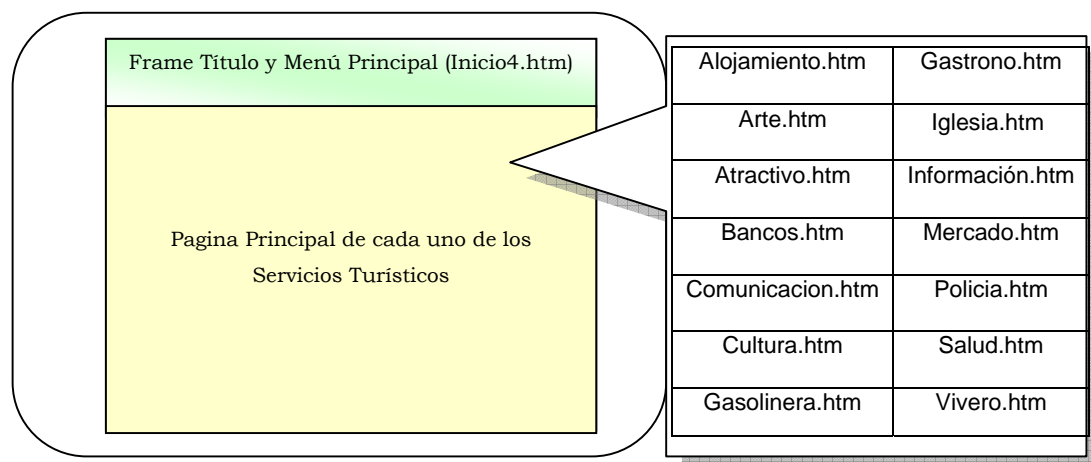 Frame Título y Menú Principal (Inicio4.htm)
Pagina Principal de cada uno de los
Servicios Turísticos
Alojamiento.htm Gastrono.htm
Arte.htm Iglesia.htm
Atractivo.htm Información.htm
Bancos.htm Mercado.htm
Comunicacion.htm Policia.htm
Cultura.htm Salud.htm
Gasolinera.htm Vivero.htm